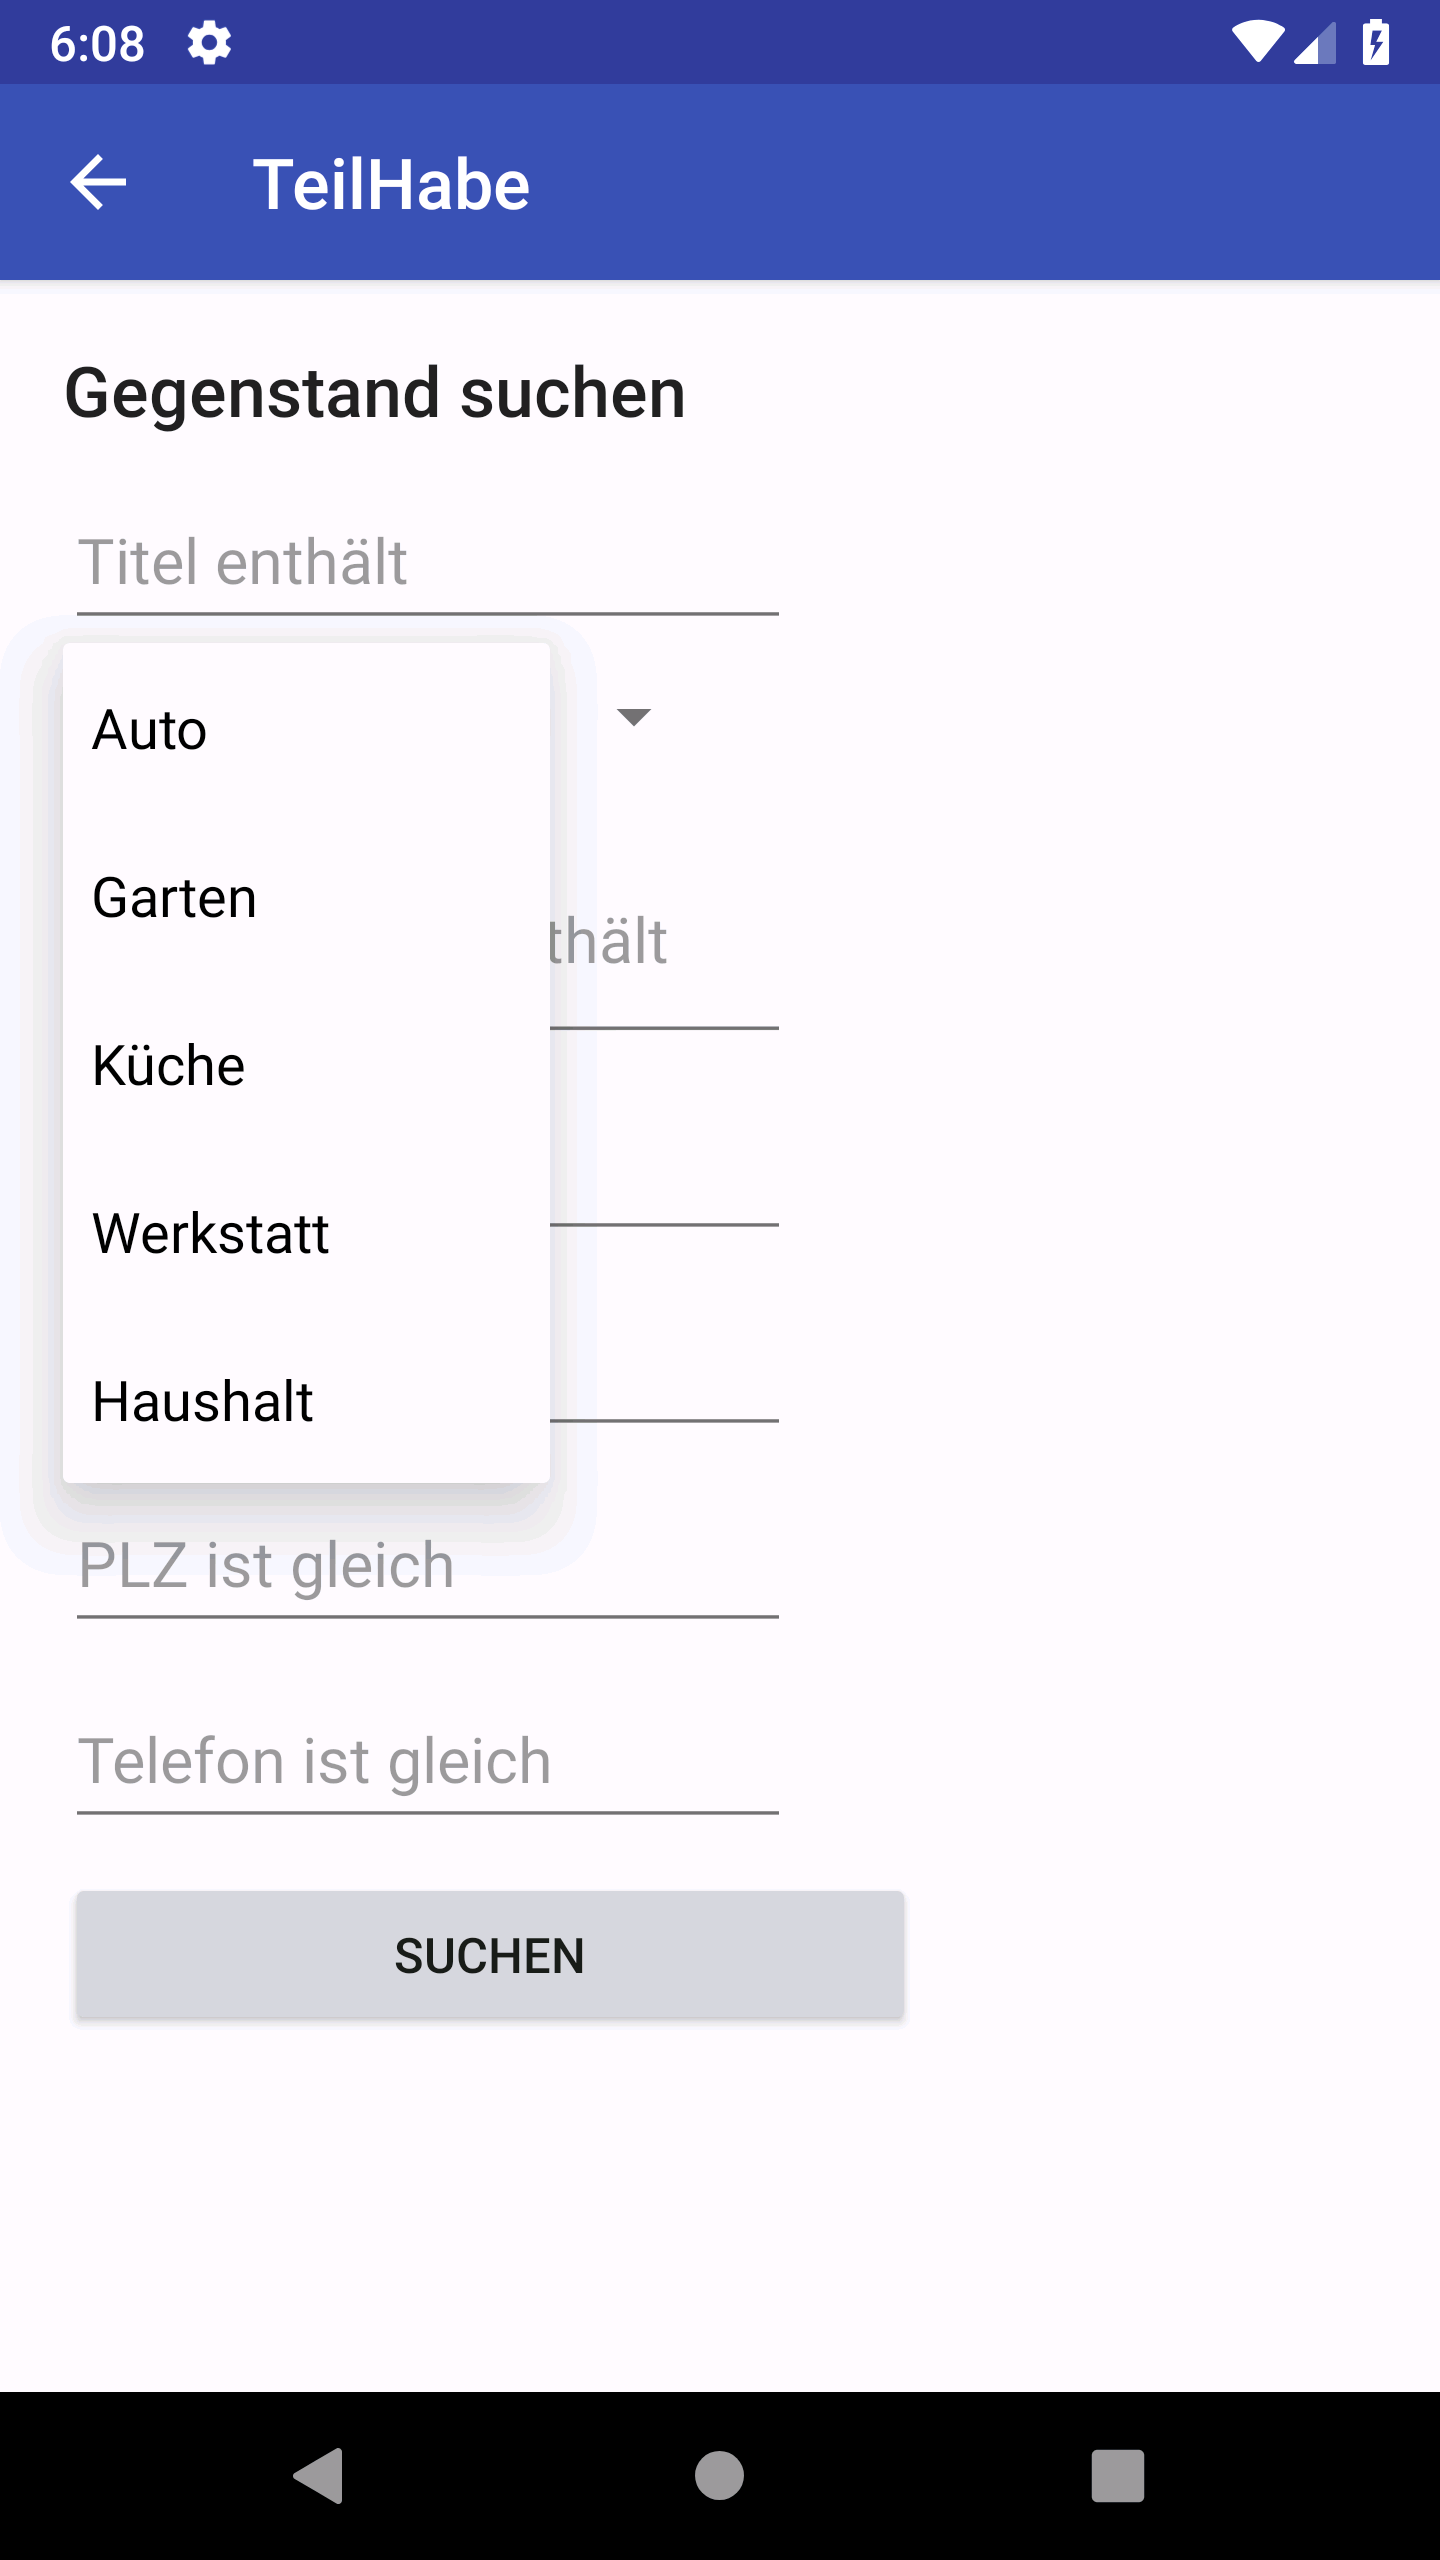 6:08
TeilHabe
Gegenstand suchen
Titel enthält
Auto
Garten
thält
Küche
Werkstatt
Haushalt
PLZ ist gleich
Telefon ist gleich
SUCHEN